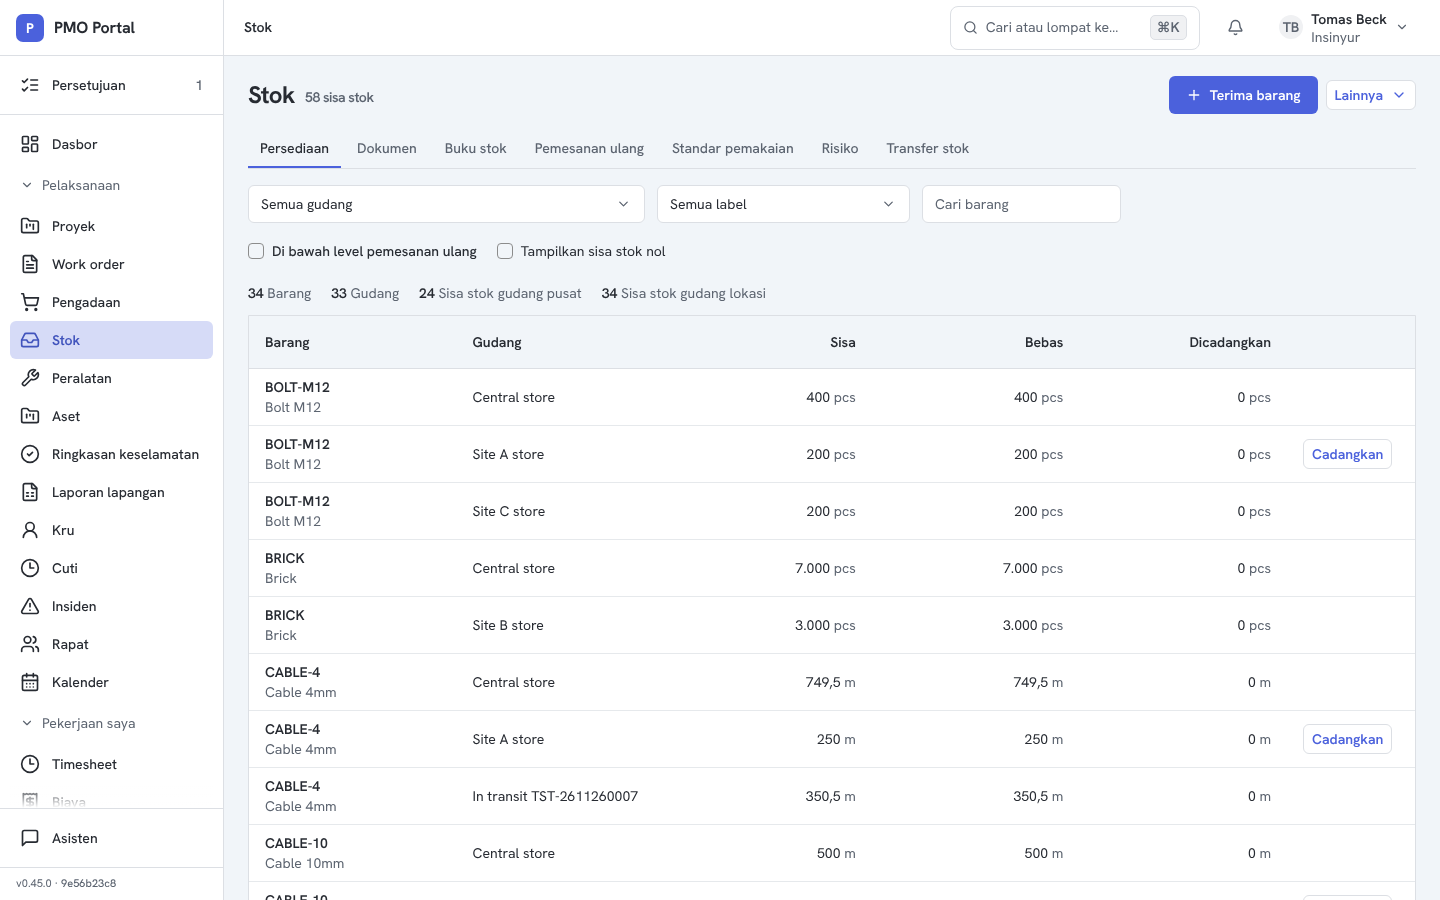 P PMO Portal
Stok
Cari atau lompat ke...
⌘K
TB
Tomas Beck
Insinyur
Persetujuan 1
Dasbor
Pelaksanaan
Proyek
Work order
Pengadaan
Stok
Peralatan
Aset
Ringkasan keselamatan
Laporan lapangan
Kru
Cuti
Insiden
Rapat
Kalender
Pekerjaan saya
Timesheet
Biaya
Asisten
v0.45.0 · 9e56b23c8
Stok 58 sisa stok
Terima barang
Lainnya
Persediaan Dokumen Buku stok Pemesanan ulang Standar pemakaian Risiko Transfer stok
Semua gudang Semua label Cari barang
Di bawah level pemesanan ulang Tampilkan sisa stok nol
34 Barang 33 Gudang 24 Sisa stok gudang pusat 34 Sisa stok gudang lokasi
Barang Gudang Sisa Bebas Dicadangkan
BOLT-M12
Bolt M12
Central store 400 pcs 400 pcs 0 pcs
BOLT-M12
Bolt M12
Site A store 200 pcs 200 pcs 0 pcs Cadangkan
BOLT-M12
Bolt M12
Site C store 200 pcs 200 pcs 0 pcs
BRICK
Brick
Central store 7.000 pcs 7.000 pcs 0 pcs
BRICK
Brick
Site B store 3.000 pcs 3.000 pcs 0 pcs
CABLE-4
Cable 4mm
Central store 749,5 m 749,5 m 0 m
CABLE-4
Cable 4mm
Site A store 250 m 250 m 0 m Cadangkan
CABLE-4
Cable 4mm
In transit TST-2611260007 350,5 m 350,5 m 0 m
CABLE-10
Cable 10mm
Central store 500 m 500 m 0 m
CABLE-10